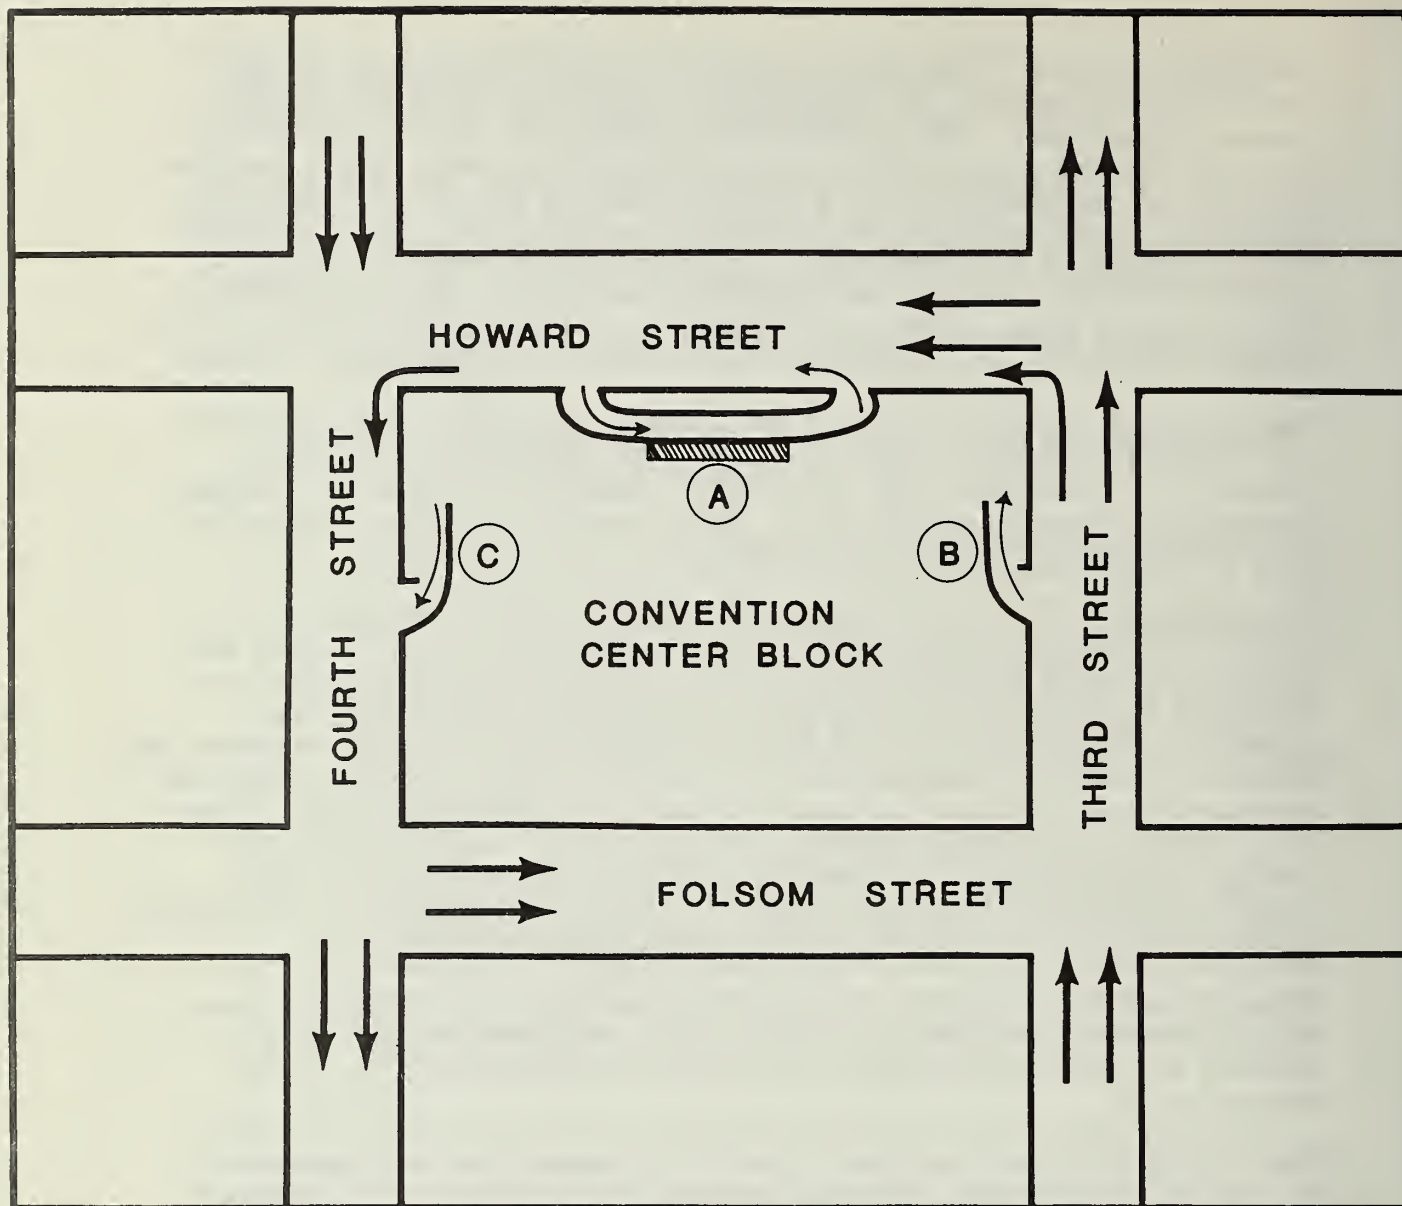 HOWARD STREET
A
C
B
CONVENTION
CENTER BLOCK
FOURTH STREET
THIRD STREET
FOLSOM STREET